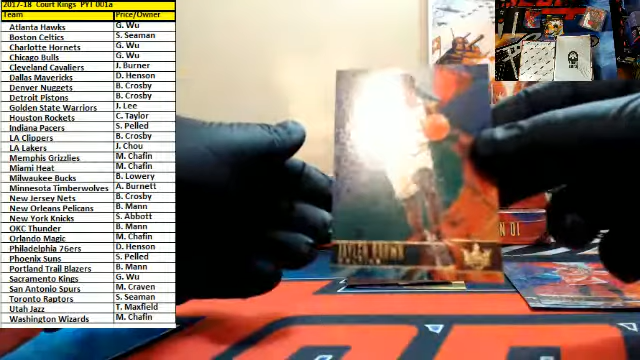 2017-18 Court Kings PYT 001a
Team Price/Owner
Atlanta Hawks G. Wu
Boston Celtics S. Seaman
Charlotte Hornets G. Wu
Chicago Bulls G. Wu
Cleveland Cavaliers J. Burner
Dallas Mavericks D. Henson
Denver Nuggets B. Crosby
Detroit Pistons B. Crosby
Golden State Warriors J. Lee
Houston Rockets C. Taylor
Indiana Pacers S. Pelled
LA Clippers B. Crosby
LA Lakers J. Chou
Memphis Grizzlies M. Chafin
Miami Heat M. Chafin
Milwaukee Bucks B. Lowery
Minnesota Timberwolves A. Burnett
New Jersey Nets B. Crosby
New Orleans Pelicans B. Mann
New York Knicks S. Abbott
OKC Thunder B. Mann
Orlando Magic M. Chafin
Philadelphia 76ers D. Henson
Phoenix Suns S. Pelled
Portland Trail Blazers B. Mann
Sacramento Kings G. Wu
San Antonio Spurs M. Craven
Toronto Raptors S. Seaman
Utah Jazz T. Maxfield
Washington Wizards M. Chafin